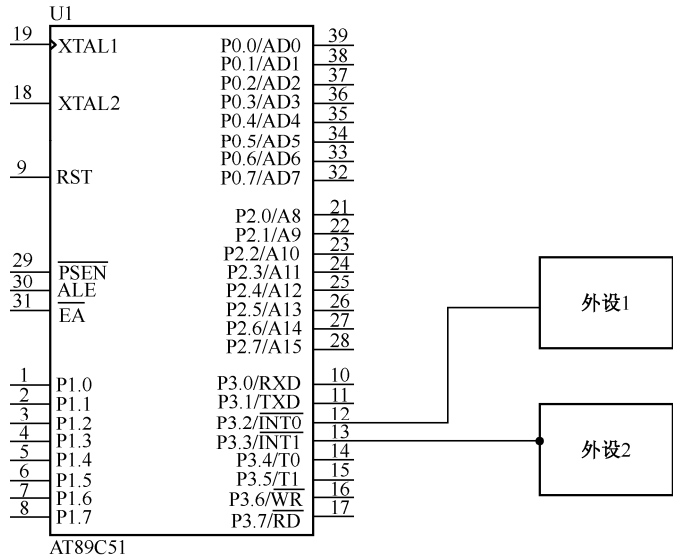 U1
19 XTAL1
18 XTAL2
9 RST
29 PSEN
30 ALE
31 EA
1 P1.0
2 P1.1
3 P1.2
4 P1.3
5 P1.4
6 P1.5
7 P1.6
8 P1.7
P0.0/AD0 39
P0.1/AD1 38
P0.2/AD2 37
P0.3/AD3 36
P0.4/AD4 35
P0.5/AD5 34
P0.6/AD6 33
P0.7/AD7 32
P2.0/A8 21
P2.1/A9 22
P2.2/A10 23
P2.3/A11 24
P2.4/A12 25
P2.5/A13 26
P2.6/A14 27
P2.7/A15 28
P3.0/RXD 10
P3.1/TXD 11
P3.2/INT0 12
P3.3/INT1 13
P3.4/T0 14
P3.5/T1 15
P3.6/WR 16
P3.7/RD 17
AT89C51
外设1
外设2